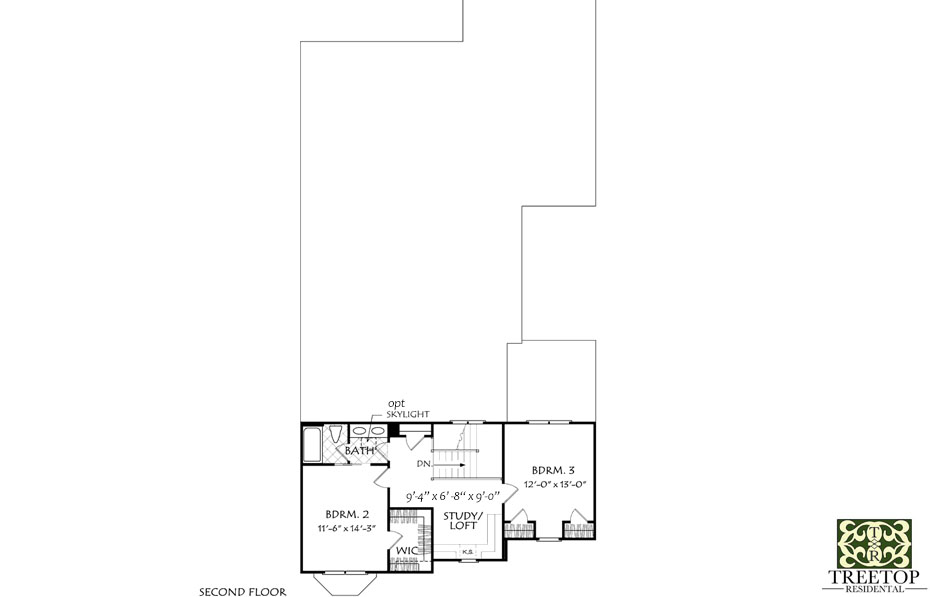 opt
SKYLIGHT
BATH
DN.
BDRM. 3
12'-0" x 13'-0"
9'-4" x 6'-8" x 9'-0"
BDRM. 2
11'-6" x 14'-3"
STUDY/
LOFT
WIC
K.S.
SECOND FLOOR
T&R
TREETOP
RESIDENTIAL